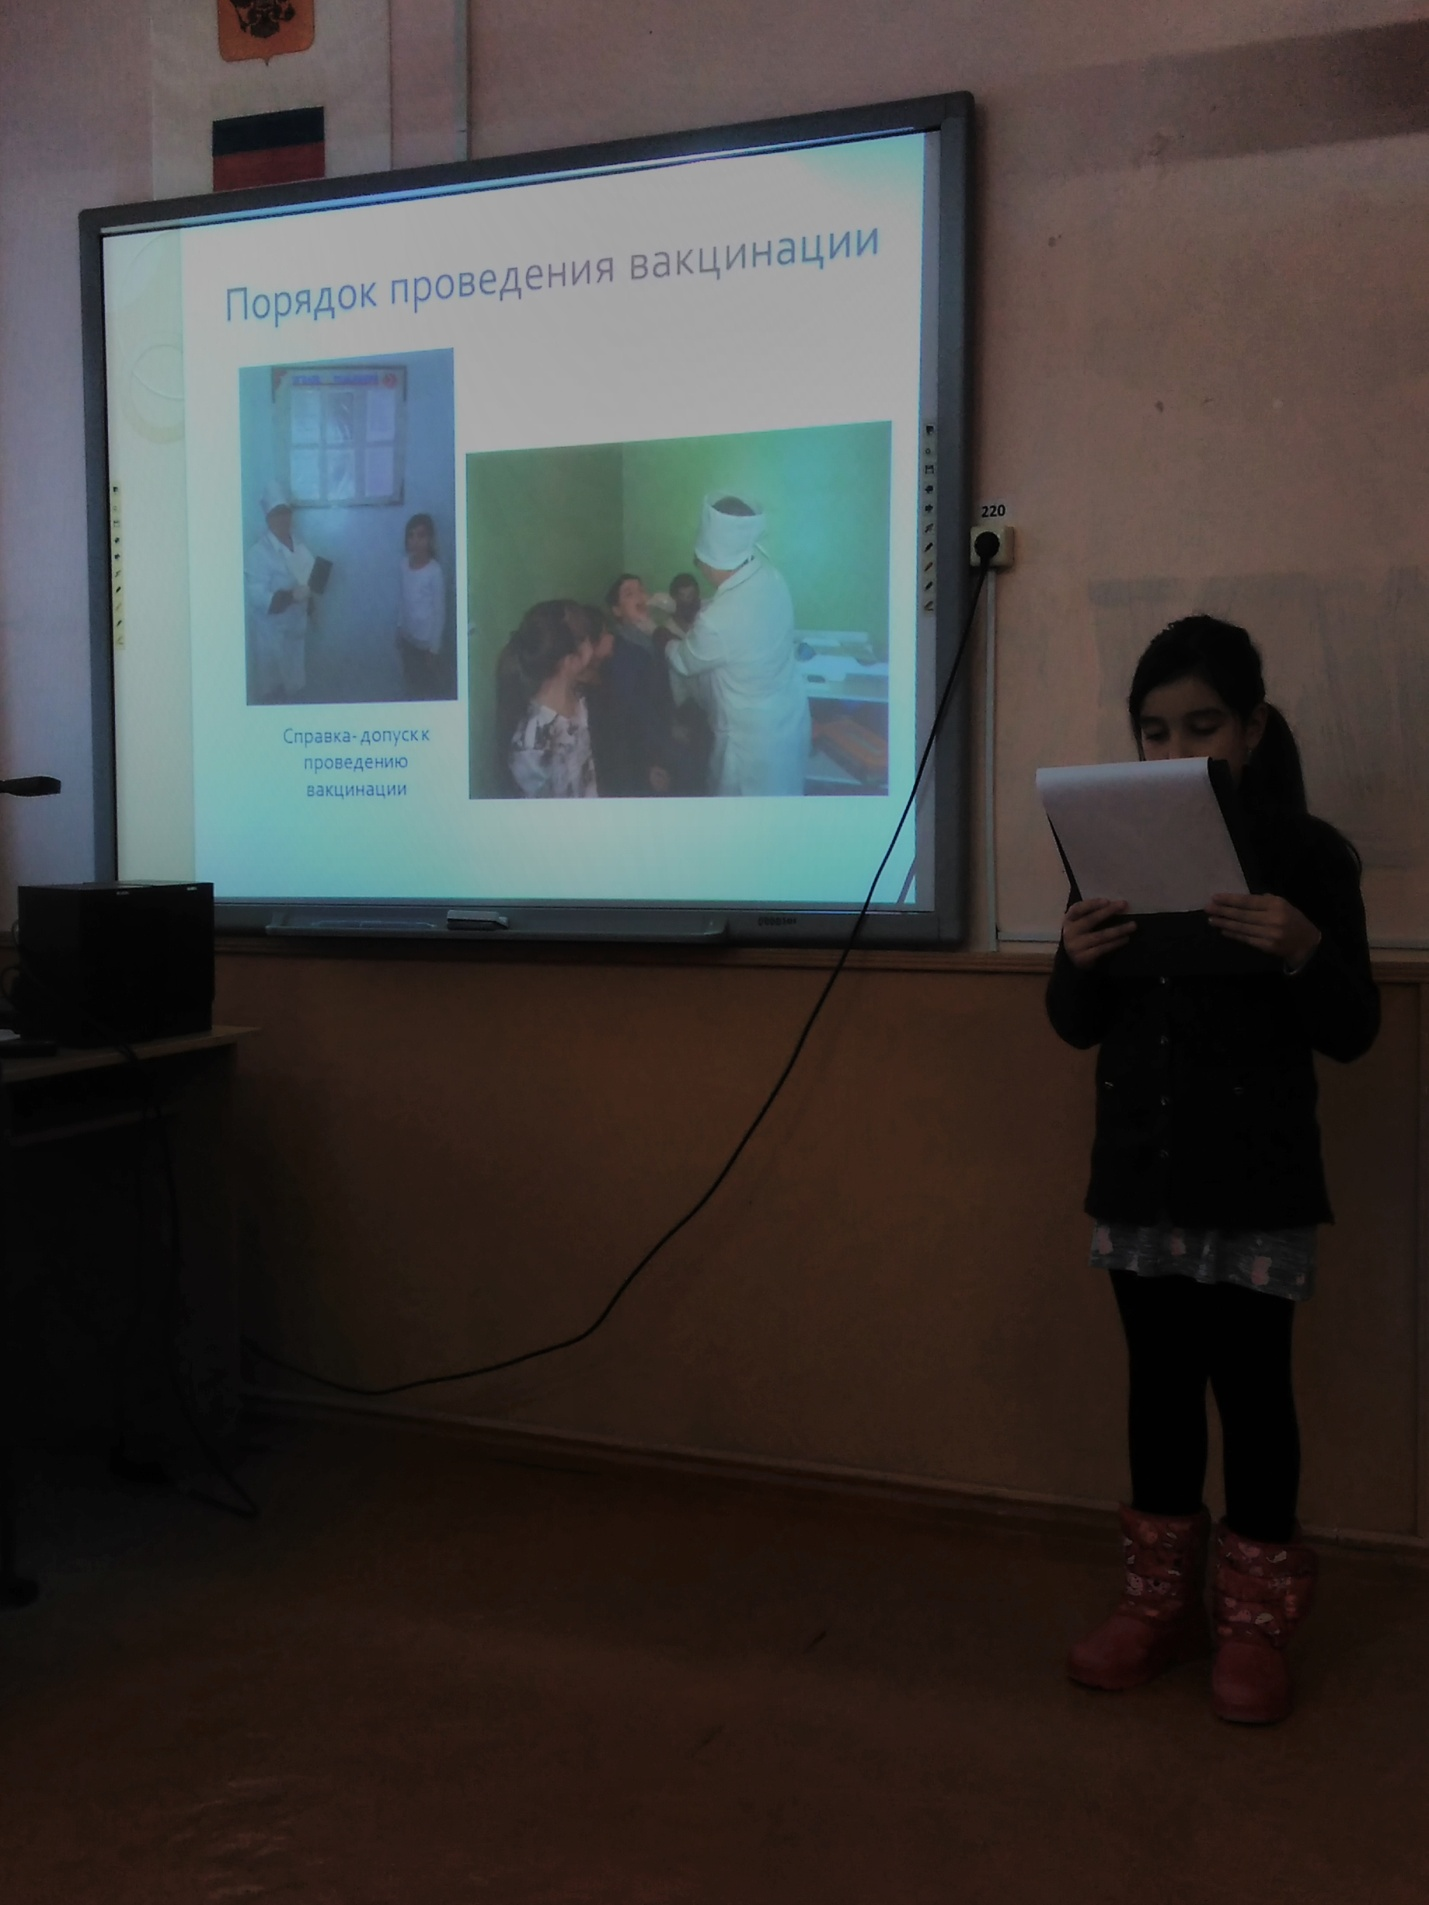 Порядок проведения вакцинации
220
Справка- допуск к
проведению
вакцинации